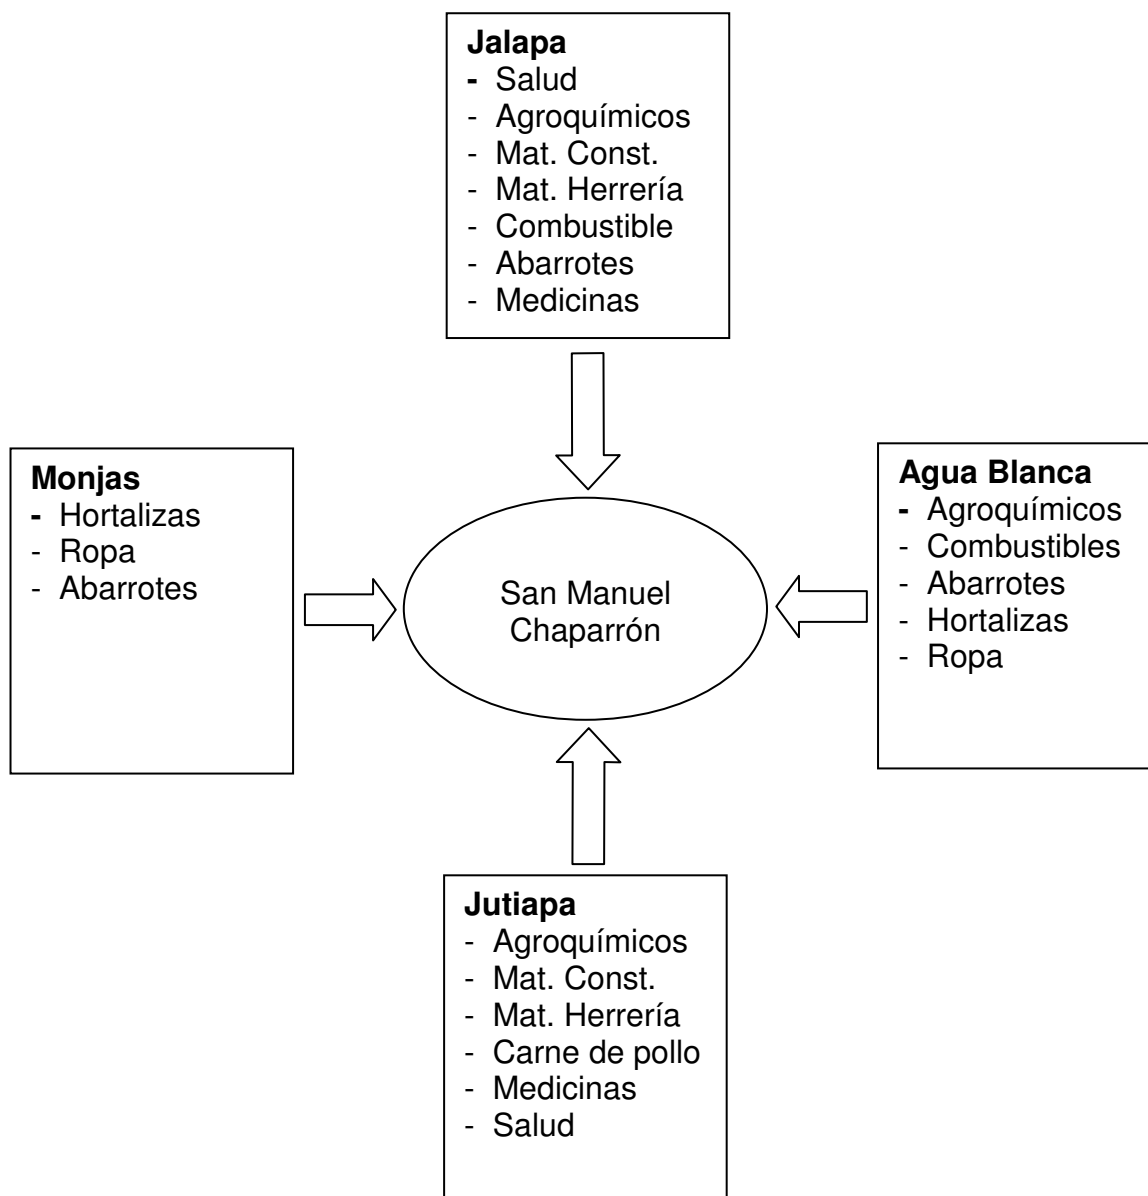 Jalapa
- Salud
- Agroquímicos
- Mat. Const.
- Mat. Herrería
- Combustible
- Abarrotes
- Medicinas
Monjas
- Hortalizas
- Ropa
- Abarrotes
San Manuel
Chaparrón
Agua Blanca
- Agroquímicos
- Combustibles
- Abarrotes
- Hortalizas
- Ropa
Jutiapa
- Agroquímicos
- Mat. Const.
- Mat. Herrería
- Carne de pollo
- Medicinas
- Salud